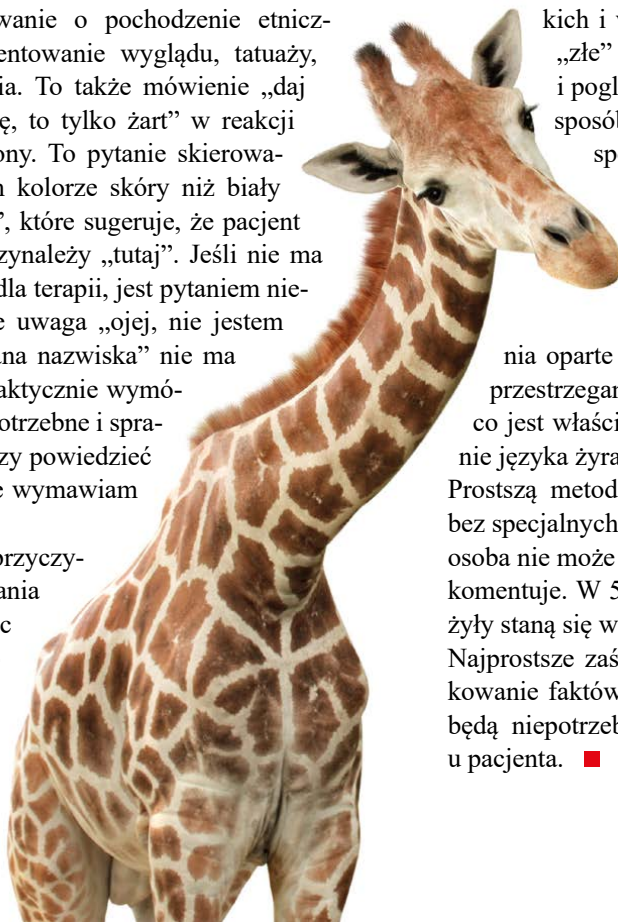 wanie o pochodzenie etnicz-
entowanie wyglądu, tatuaży,
ia. To także mówienie „daj
ę, to tylko żart” w reakcji
ony. To pytanie skierowa-
n kolorze skóry niż biały
”, które sugeruje, że pacjent
zynależy „tutaj”. Jeśli nie ma
dla terapii, jest pytaniem nie-
e uwaga „ojej, nie jestem
ana nazwiska” nie ma
aktycznie wymó-
otrzebne i spra-
zy powiedzieć
e wymawiam
orzyczy-
ania
c
kich i
„złe”
i pogl
sposób
sp
nia oparte
przestrzegan
co jest właści
nie języka żyra
Prostszą metod
bez specjalnych
osoba nie może
komentuje. W 5
żyły staną się w
Najprostsze zaś
kowanie faktów
będą niepotrzeb
u pacjenta.